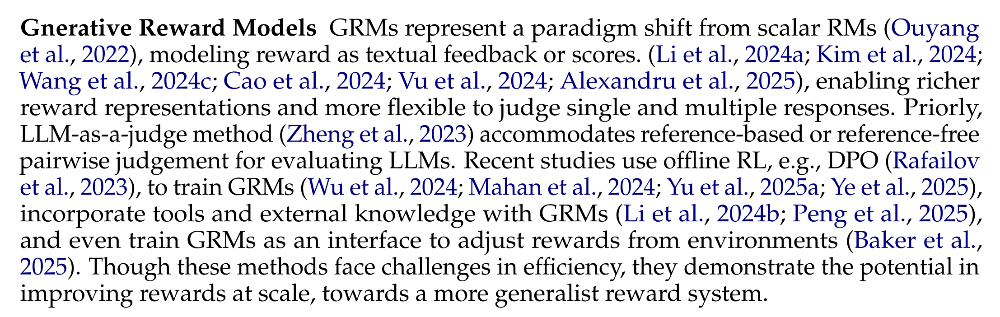 Gnerative Reward Models GRMs represent a paradigm shift from scalar RMs (Ouyang
et al., 2022), modeling reward as textual feedback or scores. (Li et al., 2024a; Kim et al., 2024;
Wang et al., 2024c; Cao et al., 2024; Vu et al., 2024; Alexandru et al., 2025), enabling richer
reward representations and more flexible to judge single and multiple responses. Priorly,
LLM-as-a-judge method (Zheng et al., 2023) accommodates reference-based or reference-free
pairwise judgement for evaluating LLMs. Recent studies use offline RL, e.g., DPO (Rafailov
et al., 2023), to train GRMs (Wu et al., 2024; Mahan et al., 2024; Yu et al., 2025a; Ye et al., 2025),
incorporate tools and external knowledge with GRMs (Li et al., 2024b; Peng et al., 2025),
and even train GRMs as an interface to adjust rewards from environments (Baker et al.,
2025). Though these methods face challenges in efficiency, they demonstrate the potential in
improving rewards at scale, towards a more generalist reward system.